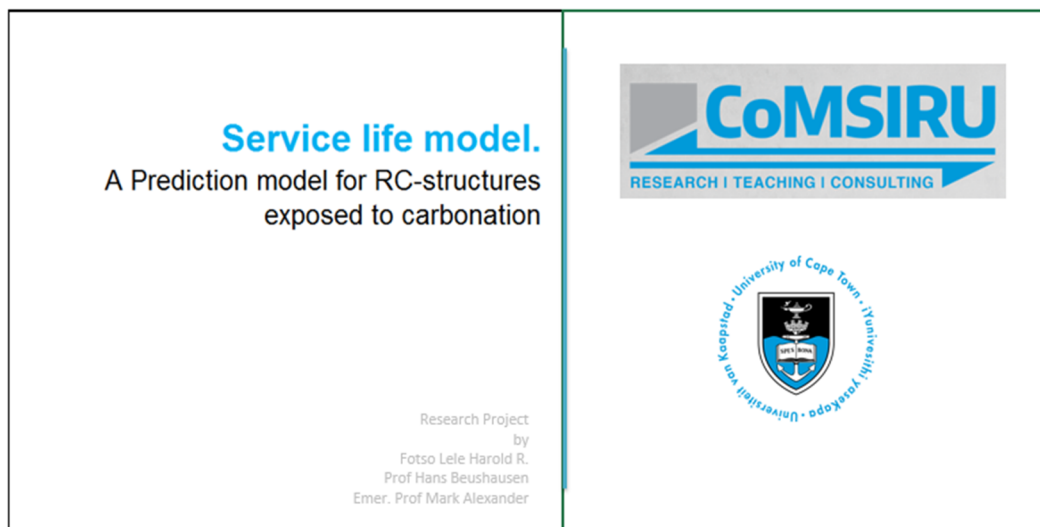 Service life model.
A Prediction model for RC-structures
exposed to carbonation
Research Project
by
Fotso Lele Harold R.
Prof Hans Beushausen
Emer. Prof Mark Alexander
CoMSIRU
RESEARCH I TEACHING I CONSULTING
University of Cape Town · iYunivesithi yaseKapa · Universiteit van Kaapstad ·
SPES BONA